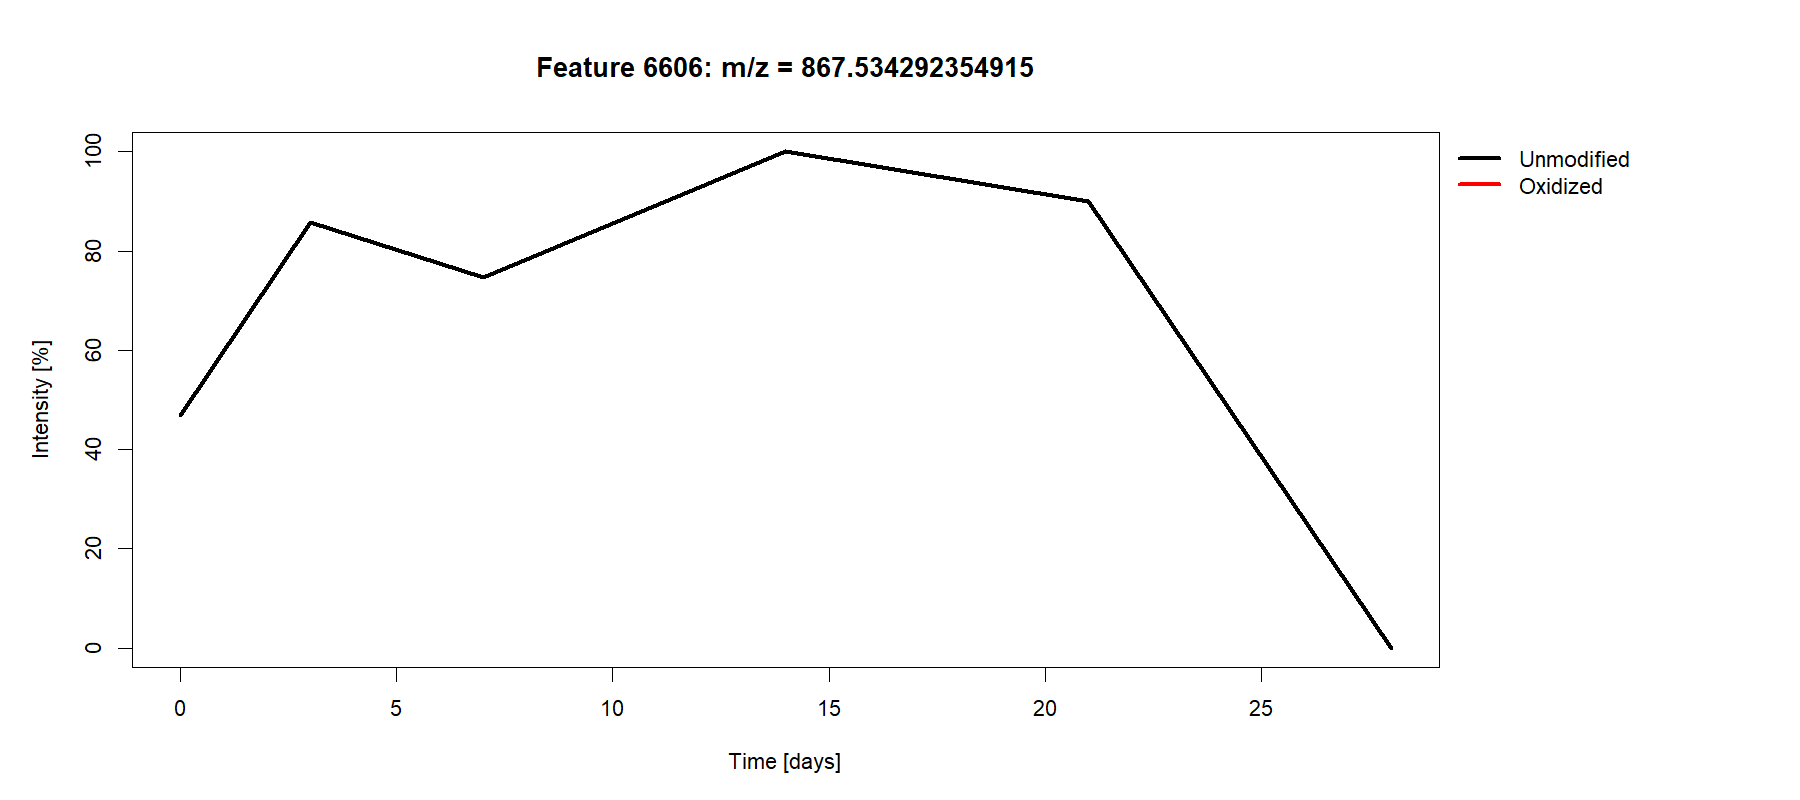 Feature 6606: m/z = 867.534292354915
Unmodified
Oxidized
Intensity [%]
100
80
60
40
20
0
0 5 10 15 20 25
Time [days]